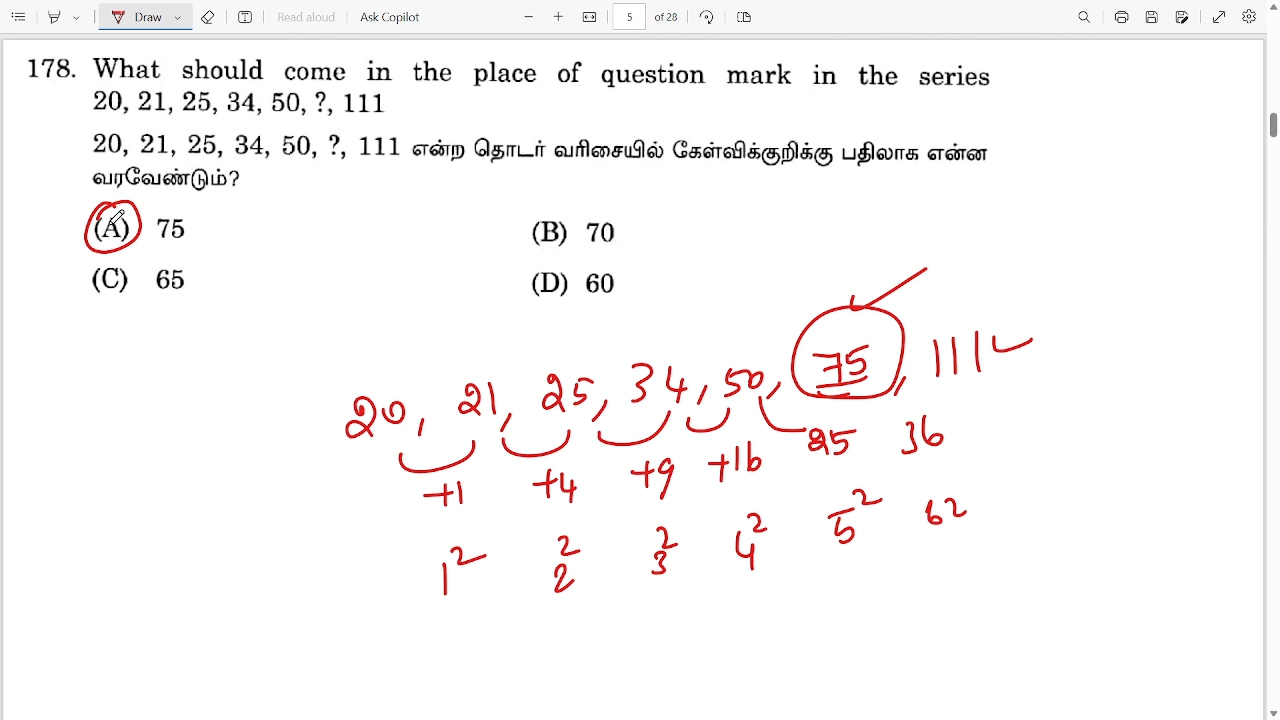 Draw
Read aloud
Ask Copilot
5 of 28
178. What should come in the place of question mark in the series
20, 21, 25, 34, 50, ?, 111
20, 21, 25, 34, 50, ?, 111 என்ற தொடர் வரிசையில் கேள்விக்குறிக்கு பதிலாக என்ன
வரவேண்டும்?
(A) 75
(B) 70
(C) 65
(D) 60
20, 21, 25, 34, 50, 75, 111
+1 +4 +9 +16 25 36
1² 2² 3² 4² 5² 62